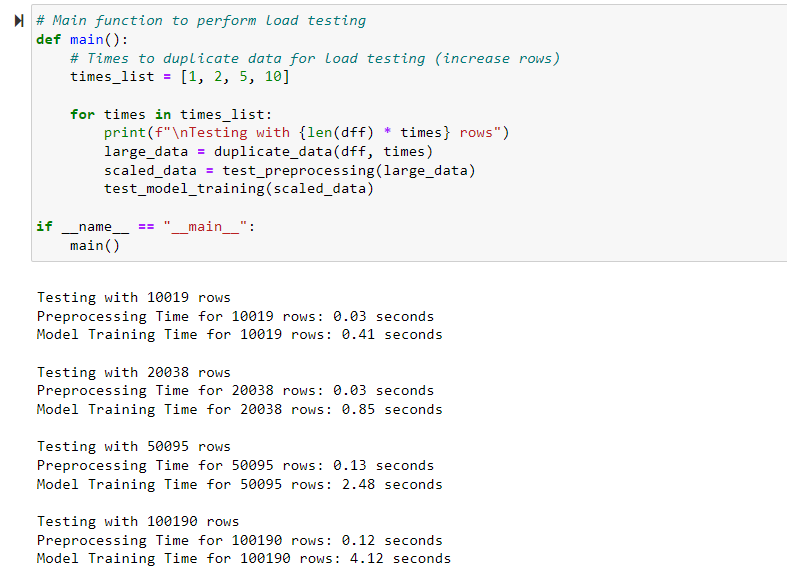 # Main function to perform load testing
def main():
    # Times to duplicate data for load testing (increase rows)
    times_list = [1, 2, 5, 10]
    for times in times_list:
        print(f"\nTesting with {len(dff) * times} rows")
        large_data = duplicate_data(dff, times)
        scaled_data = test_preprocessing(large_data)
        test_model_training(scaled_data)
if __name__ == "__main__":
    main()
Testing with 10019 rows
Preprocessing Time for 10019 rows: 0.03 seconds
Model Training Time for 10019 rows: 0.41 seconds
Testing with 20038 rows
Preprocessing Time for 20038 rows: 0.03 seconds
Model Training Time for 20038 rows: 0.85 seconds
Testing with 50095 rows
Preprocessing Time for 50095 rows: 0.13 seconds
Model Training Time for 50095 rows: 2.48 seconds
Testing with 100190 rows
Preprocessing Time for 100190 rows: 0.12 seconds
Model Training Time for 100190 rows: 4.12 seconds